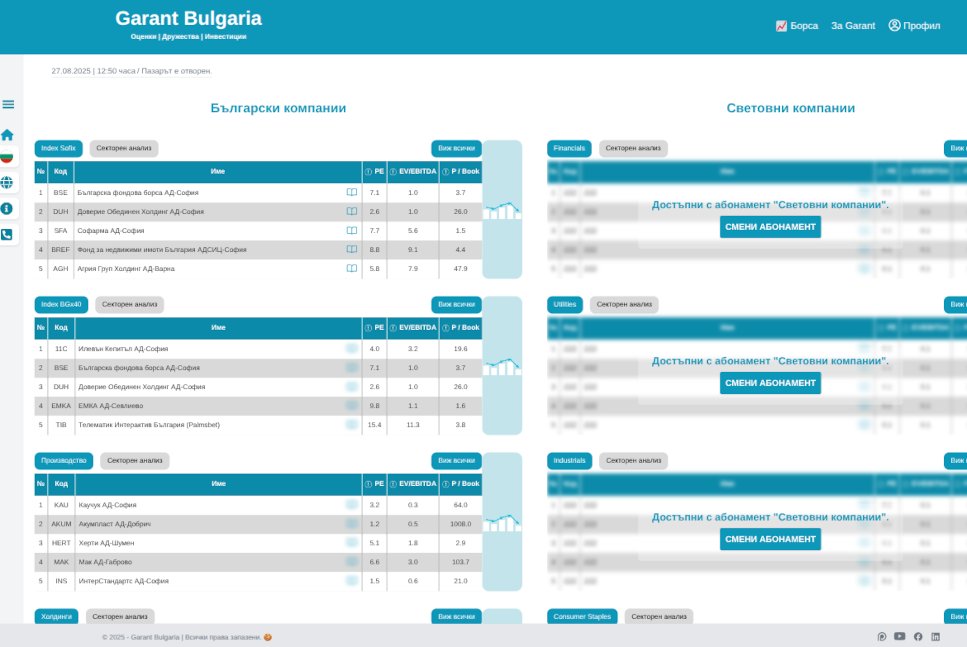 Garant Bulgaria
Оценки | Дружества | Инвестиции
Борса За Garant Профил
27.08.2025 | 12:50 часа / Пазарът е отворен
Български компании
Index Sofix Секторен анализ Виж всички
№ Код Име PE EV/EBITDA P / Book
1 BSE Българска фондова борса АД-София 7.1 1.0 3.7
2 DUH Доверие Обединен Холдинг АД-София 2.6 1.0 26.0
3 SFA Софарма АД-София 7.7 5.6 1.5
4 BREF Фонд за недвижими имоти България АДСИЦ-София 8.8 9.1 4.4
5 AGH Агрия Груп Холдинг АД-Варна 5.8 7.9 47.9
Index BGx40 Секторен анализ Виж всички
№ Код Име PE EV/EBITDA P / Book
1 11C Илевън Кепитъл АД-София 4.0 3.2 19.6
2 BSE Българска фондова борса АД-София 7.1 1.0 3.7
3 DUH Доверие Обединен Холдинг АД-София 2.6 1.0 26.0
4 EMKA ЕМКА АД-Севлиево 9.8 1.1 1.6
5 TIB Телематик Интерактив България (Palmsbet) 15.4 11.3 3.8
Производство Секторен анализ Виж всички
№ Код Име PE EV/EBITDA P / Book
1 KAU Каучук АД-София 3.2 0.3 64.0
2 AKUM Акумпласт АД-Добрич 1.2 0.5 1008.0
3 HERT Херти АД-Шумен 5.1 1.8 2.9
4 MAK Мак АД-Габрово 6.6 3.0 103.7
5 INS ИнтерСтандартс АД-София 1.5 0.6 21.0
Холдинги Секторен анализ Виж всички
Световни компании
Financials Секторен анализ Виж
Достъпни с абонамент "Световни компании".
СМЕНИ АБОНАМЕНТ
Utilities Секторен анализ Виж
Достъпни с абонамент "Световни компании".
СМЕНИ АБОНАМЕНТ
Industrials Секторен анализ Виж
Достъпни с абонамент "Световни компании".
СМЕНИ АБОНАМЕНТ
Consumer Staples Секторен анализ Виж
© 2025 - Garant Bulgaria | Всички права запазени.